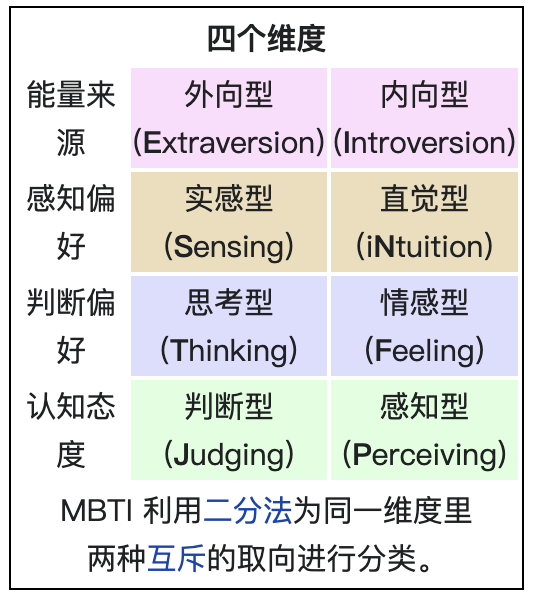 四个维度
能量来源 外向型 (Extraversion) 内向型 (Introversion)
感知偏好 实感型 (Sensing) 直觉型 (iNtuition)
判断偏好 思考型 (Thinking) 情感型 (Feeling)
认知态度 判断型 (Judging) 感知型 (Perceiving)
MBTI 利用二分法为同一维度里
两种互斥的取向进行分类。